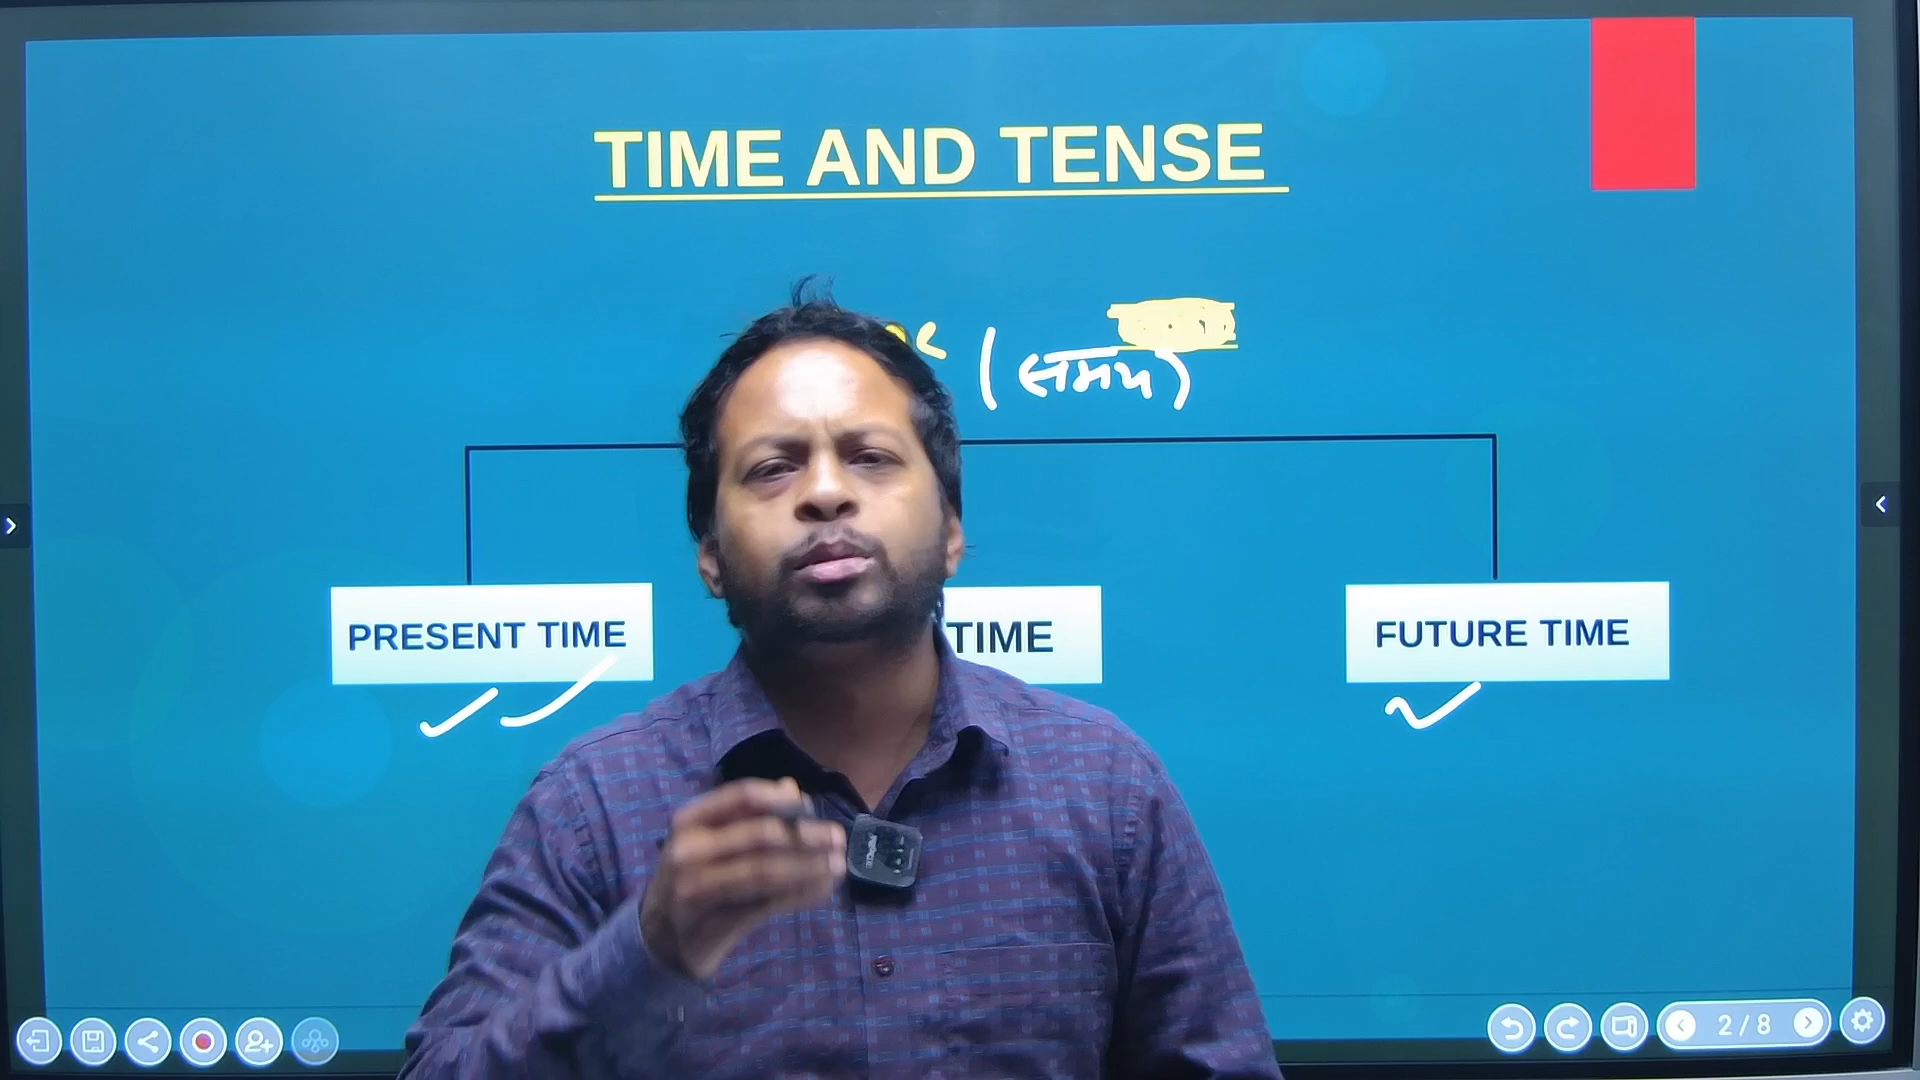 TIME AND TENSE
(समय)
PRESENT TIME
TIME
FUTURE TIME
2/8